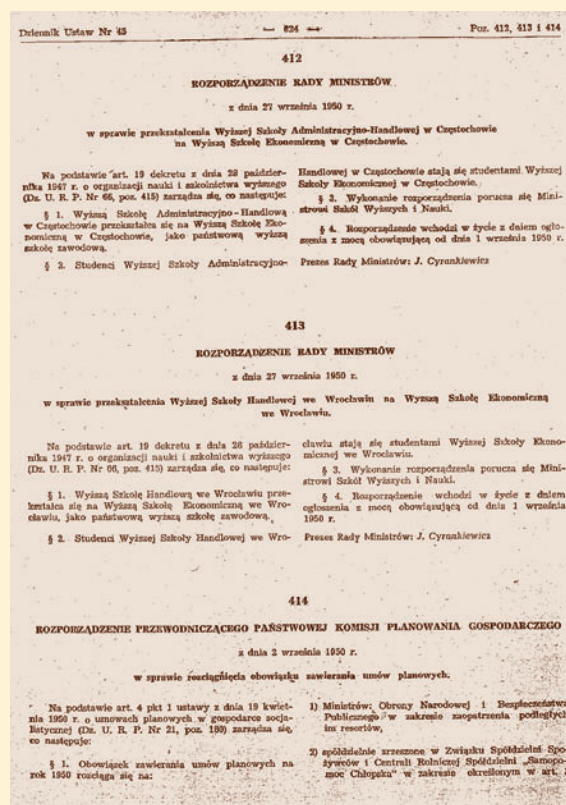 Dziennik Ustaw Nr 45 — 624 — Poz. 412, 413 i 414
412
ROZPORZĄDZENIE RADY MINISTRÓW
z dnia 27 września 1950 r.
w sprawie przekształcenia Wyższej Szkoły Administracyjno-Handlowej w Częstochowie
na Wyższą Szkołę Ekonomiczną w Częstochowie.
Na podstawie art. 19 dekretu z dnia 28 paździer-
nika 1947 r. o organizacji nauki i szkolnictwa wyższego
(Dz. U. R. P. Nr 66, poz. 415) zarządza się, co następuje:
§ 1. Wyższą Szkołę Administracyjno-Handlową
w Częstochowie przekształca się na Wyższą Szkołę Eko-
nomiczną w Częstochowie, jako państwową wyższą
szkołę zawodową.
§ 2. Studenci Wyższej Szkoły Administracyjno-
Handlowej w Częstochowie stają się studentami Wyższej
Szkoły Ekonomicznej w Częstochowie.
§ 3. Wykonanie rozporządzenia porucza się Mini-
strowi Szkół Wyższych i Nauki.
§ 4. Rozporządzenie wchodzi w życie z dniem ogło-
szenia z mocą obowiązującą od dnia 1 września 1950 r.
Prezes Rady Ministrów: J. Cyrankiewicz
413
ROZPORZĄDZENIE RADY MINISTRÓW
z dnia 27 września 1950 r.
w sprawie przekształcenia Wyższej Szkoły Handlowej we Wrocławiu na Wyższą Szkołę Ekonomiczną
we Wrocławiu.
Na podstawie art. 19 dekretu z dnia 28 paździer-
nika 1947 r. o organizacji nauki i szkolnictwa wyższego
(Dz. U. R. P. Nr 66, poz. 415) zarządza się, co następuje:
§ 1. Wyższą Szkołę Handlową we Wrocławiu prze-
kształca się na Wyższą Szkołę Ekonomiczną we Wro-
cławiu, jako państwową wyższą szkołę zawodową.
§ 2. Studenci Wyższej Szkoły Handlowej we Wro-
cławiu stają się studentami Wyższej Szkoły Ekono-
micznej we Wrocławiu.
§ 3. Wykonanie rozporządzenia porucza się Mini-
strowi Szkół Wyższych i Nauki.
§ 4. Rozporządzenie wchodzi w życie z dniem
ogłoszenia z mocą obowiązującą od dnia 1 września
1950 r.
Prezes Rady Ministrów: J. Cyrankiewicz
414
ROZPORZĄDZENIE PRZEWODNICZĄCEGO PAŃSTWOWEJ KOMISJI PLANOWANIA GOSPODARCZEGO
z dnia 2 września 1950 r.
w sprawie rozciągnięcia obowiązku zawierania umów planowych.
Na podstawie art. 4 pkt 1 ustawy z dnia 19 kwiet-
nia 1950 r. o umowach planowych w gospodarce socja-
listycznej (Dz. U. R. P. Nr 21, poz. 180) zarządza się,
co następuje:
§ 1. Obowiązek zawierania umów planowych na
rok 1950 rozciąga się na:
1) Ministrów: Obrony Narodowej i Bezpieczeństwa
Publicznego w zakresie zaopatrzenia podległych
im resortów,
2) spółdzielnie zrzeszone w Związku Spółdzielni Spo-
żywców i Centrali Rolniczej Spółdzielni „Samopo-
moc Chłopska" w zakresie określonym w art. 2